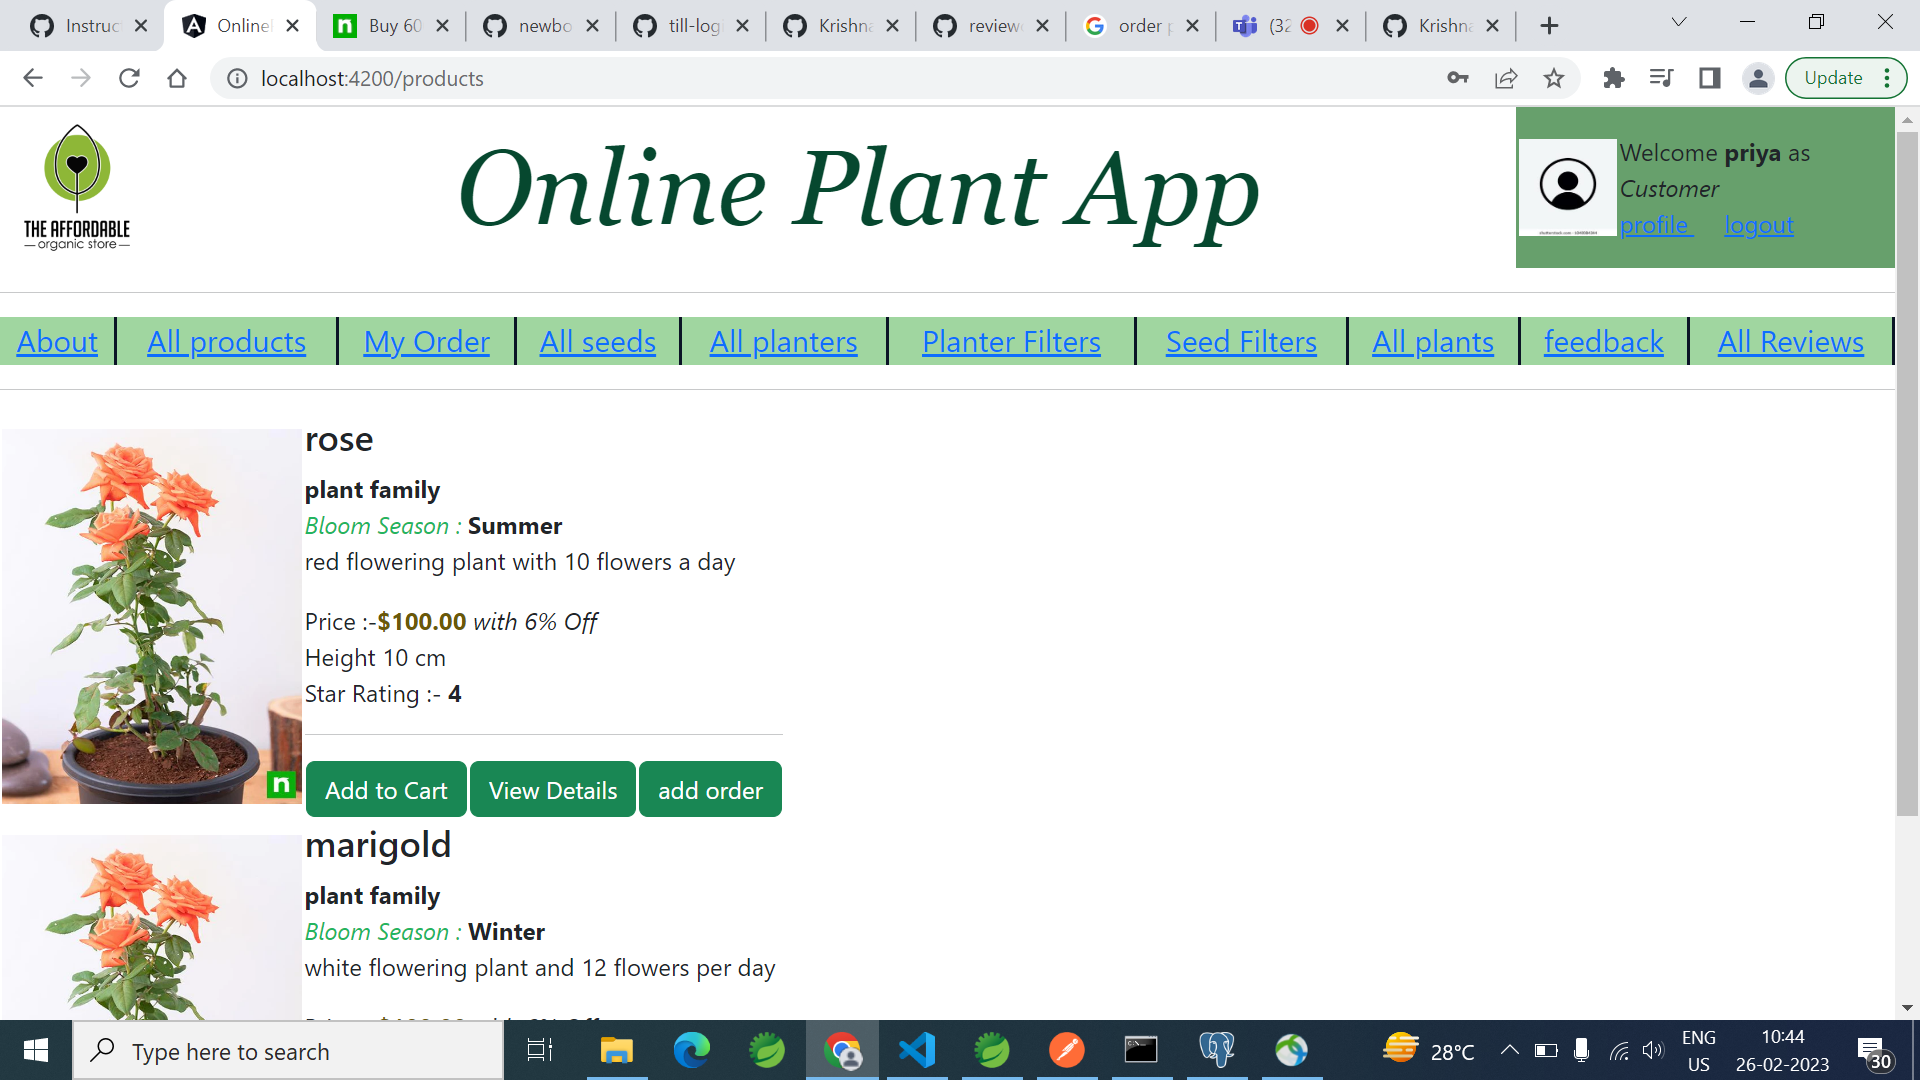 Instruc
Online
Buy 60
newbo
till-log
Krishna
review
order p
(32
Krishna
localhost:4200/products
Update
THE AFFORDABLE
organic store
Online Plant App
Welcome priya as
Customer
profile logout
About All products My Order All seeds All planters Planter Filters Seed Filters All plants feedback All Reviews
rose
plant family
Bloom Season : Summer
red flowering plant with 10 flowers a day
Price :-$100.00 with 6% Off
Height 10 cm
Star Rating :- 4
n
Add to Cart View Details add order
marigold
plant family
Bloom Season : Winter
white flowering plant and 12 flowers per day
Type here to search
28°C
ENG
US
10:44
26-02-2023
30